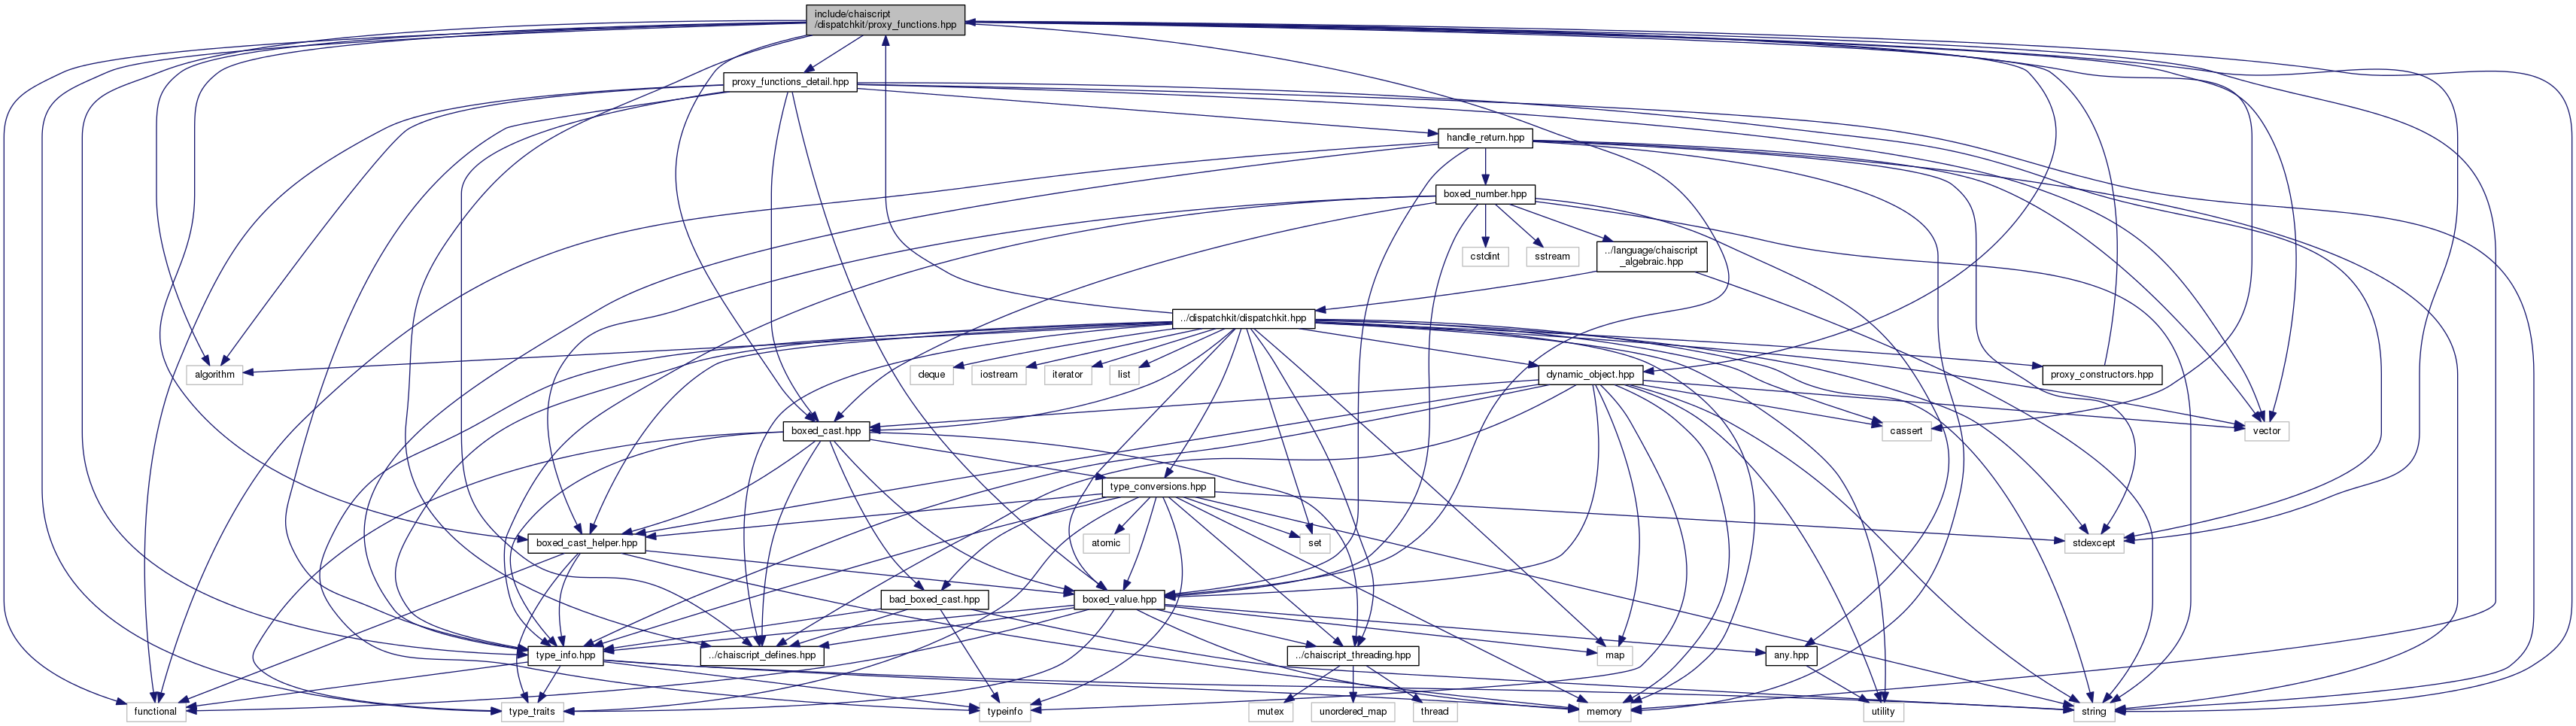 include/chaiscript
/dispatchkit/proxy_functions.hpp
proxy_functions_detail.hpp
handle_return.hpp
boxed_number.hpp
cstdint
sstream
../language/chaiscript
_algebraic.hpp
../dispatchkit/dispatchkit.hpp
algorithm
deque
iostream
iterator
list
dynamic_object.hpp
proxy_constructors.hpp
boxed_cast.hpp
cassert
vector
type_conversions.hpp
boxed_cast_helper.hpp
atomic
set
stdexcept
bad_boxed_cast.hpp
boxed_value.hpp
type_info.hpp
../chaiscript_defines.hpp
../chaiscript_threading.hpp
map
any.hpp
functional
type_traits
typeinfo
mutex
unordered_map
thread
memory
utility
string